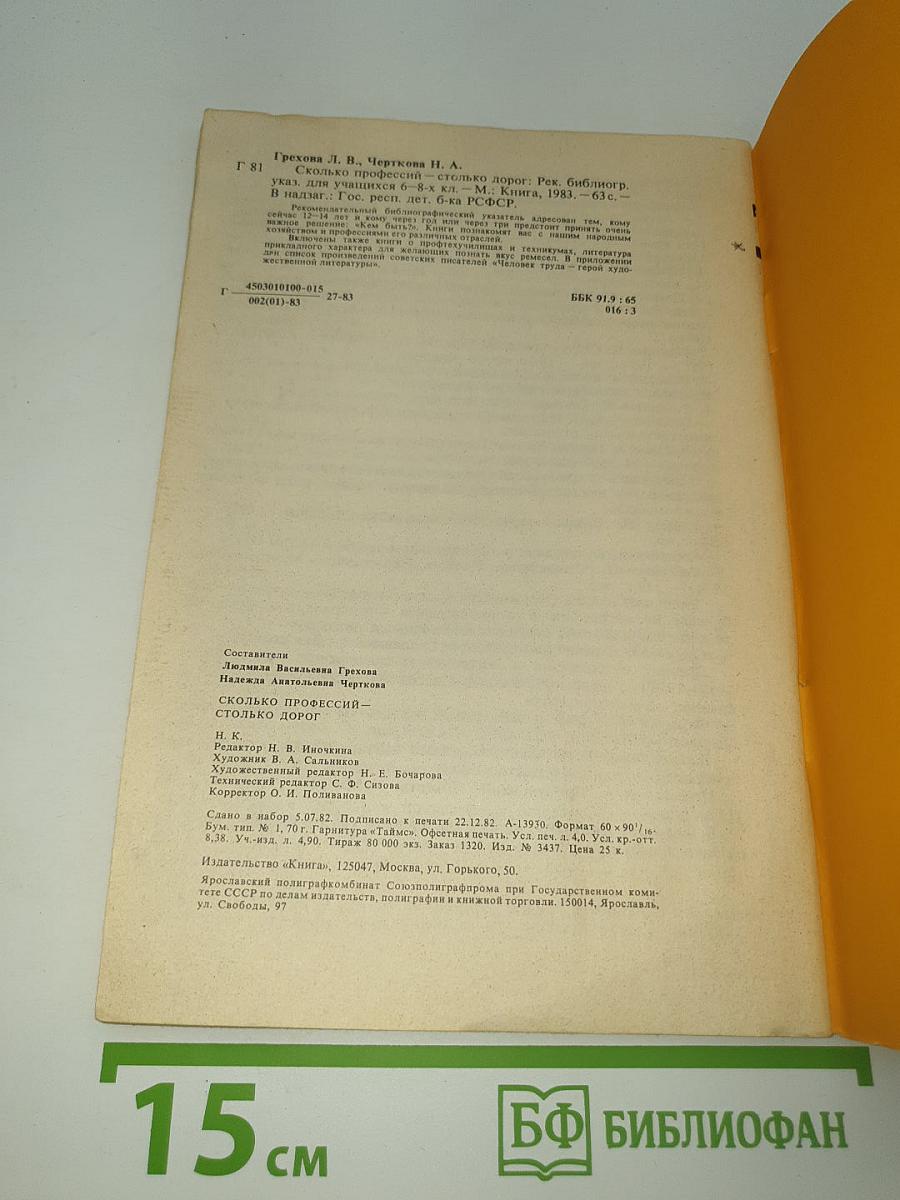 Грехова Л. В., Черткова Н. А.
Г 81 Сколько профессий — столько дорог: Рек. библиогр.
указ. для учащихся 6—8-х кл. — М.: Книга, 1983. — 63 с. —
В надзаг.: Гос. респ. дет. б-ка РСФСР.
Рекомендательный библиографический указатель адресован тем, кому
сейчас 12—14 лет и кому через год или через три предстоит принять очень
важное решение: «Кем быть?». Книги познакомят вас с нашим народным
хозяйством и профессиями его различных отраслей.
Включены также книги о профтехучилищах и техникумах, литература
прикладного характера для желающих познать вкус ремесел. В приложении
дан список произведений советских писателей «Человек труда — герой худо-
жественной литературы».
Г 4503010100-015
002(01)-83
27-83
ББК 91.9 : 65
016 : 3
Составители
Людмила Васильевна Грехова
Надежда Анатольевна Черткова
СКОЛЬКО ПРОФЕССИЙ—
СТОЛЬКО ДОРОГ
Н. К.
Редактор Н. В. Иночкина
Художник В. А. Сальников
Художественный редактор Н. Е. Бочарова
Технический редактор С. Ф. Сизова
Корректор О. И. Поливанова
Сдано в набор 5.07.82. Подписано к печати 22.12.82. А-13930. Формат 60×90¹/₁₆.
Бум. тип. № 1, 70 г. Гарнитура «Таймс». Офсетная печать. Усл. печ. л. 4,0. Усл. кр.-отт.
8,38. Уч.-изд. л. 4,90. Тираж 80 000 экз. Заказ 1320. Изд. № 3437. Цена 25 к.
Издательство «Книга», 125047, Москва, ул. Горького, 50.
Ярославский полиграфкомбинат Союзполиграфпрома при Государственном коми-
тете СССР по делам издательств, полиграфии и книжной торговли. 150014, Ярославль,
ул. Свободы, 97
15 см
БФ БИБЛИОФАН